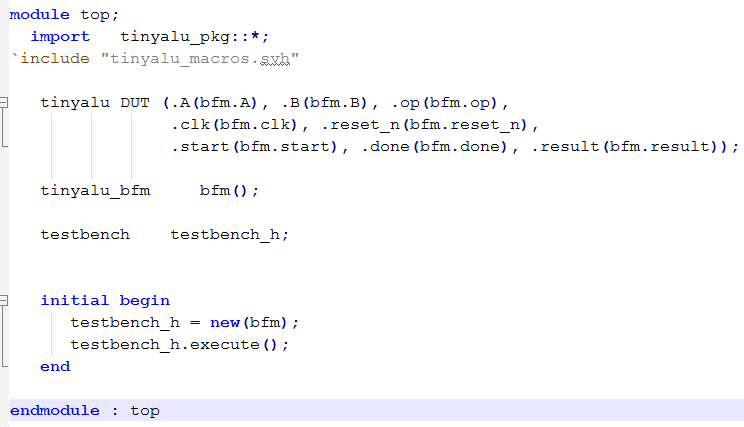 module top;
  import   tinyalu_pkg::*;
`include "tinyalu_macros.svh"
   tinyalu DUT (.A(bfm.A), .B(bfm.B), .op(bfm.op),
                .clk(bfm.clk), .reset_n(bfm.reset_n),
                .start(bfm.start), .done(bfm.done), .result(bfm.result));
   tinyalu_bfm     bfm();
   testbench    testbench_h;
   initial begin
      testbench_h = new(bfm);
      testbench_h.execute();
   end
endmodule : top